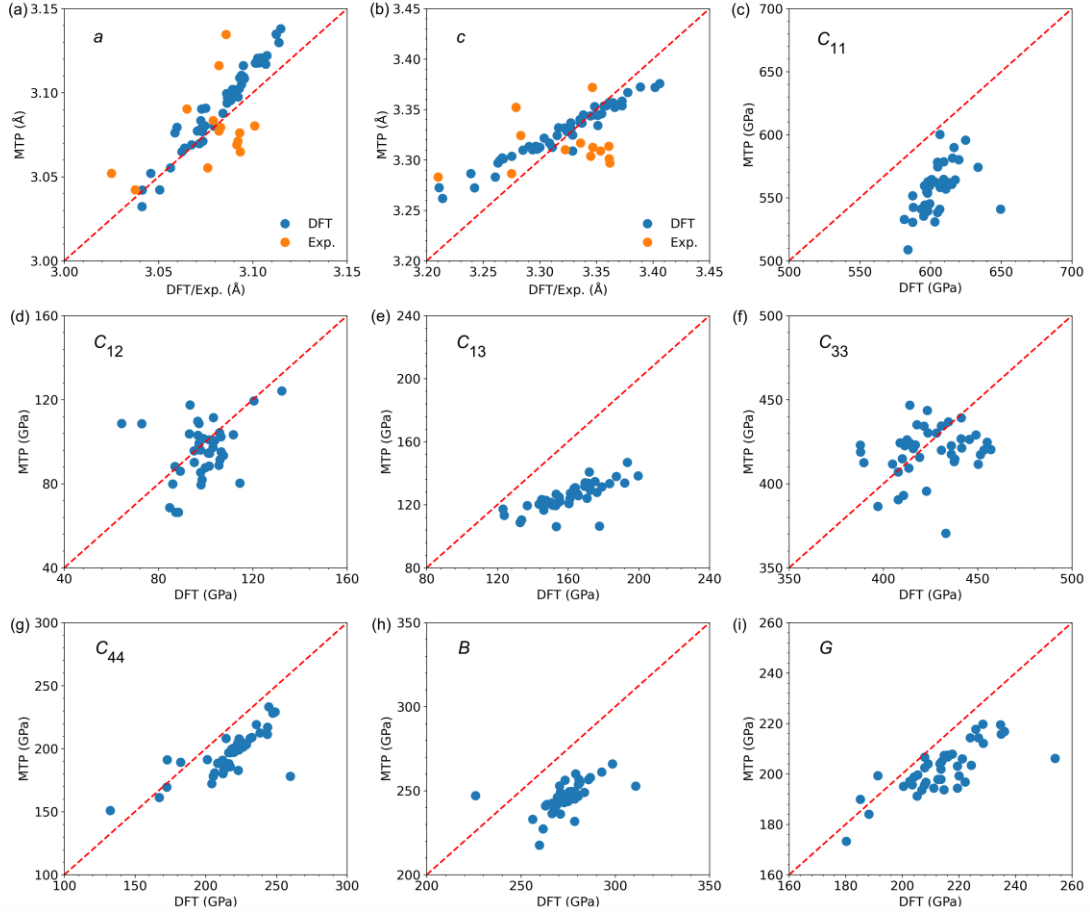 (a)
a
3.15
3.10
3.05
3.00
MTP (Å)
3.00 3.05 3.10 3.15
DFT/Exp. (Å)
DFT
Exp.
(b)
c
3.45
3.40
3.35
3.30
3.25
3.20
MTP (Å)
3.20 3.25 3.30 3.35 3.40 3.45
DFT/Exp. (Å)
DFT
Exp.
(c)
C11
700
650
600
550
500
MTP (GPa)
500 550 600 650 700
DFT (GPa)
(d)
C12
160
120
80
40
MTP (GPa)
40 80 120 160
DFT (GPa)
(e)
C13
240
200
160
120
80
MTP (GPa)
80 120 160 200 240
DFT (GPa)
(f)
C33
500
450
400
350
MTP (GPa)
350 400 450 500
DFT (GPa)
(g)
C44
300
250
200
150
100
MTP (GPa)
100 150 200 250 300
DFT (GPa)
(h)
B
350
300
250
200
MTP (GPa)
200 250 300 350
DFT (GPa)
(i)
G
260
240
220
200
180
160
MTP (GPa)
160 180 200 220 240 260
DFT (GPa)